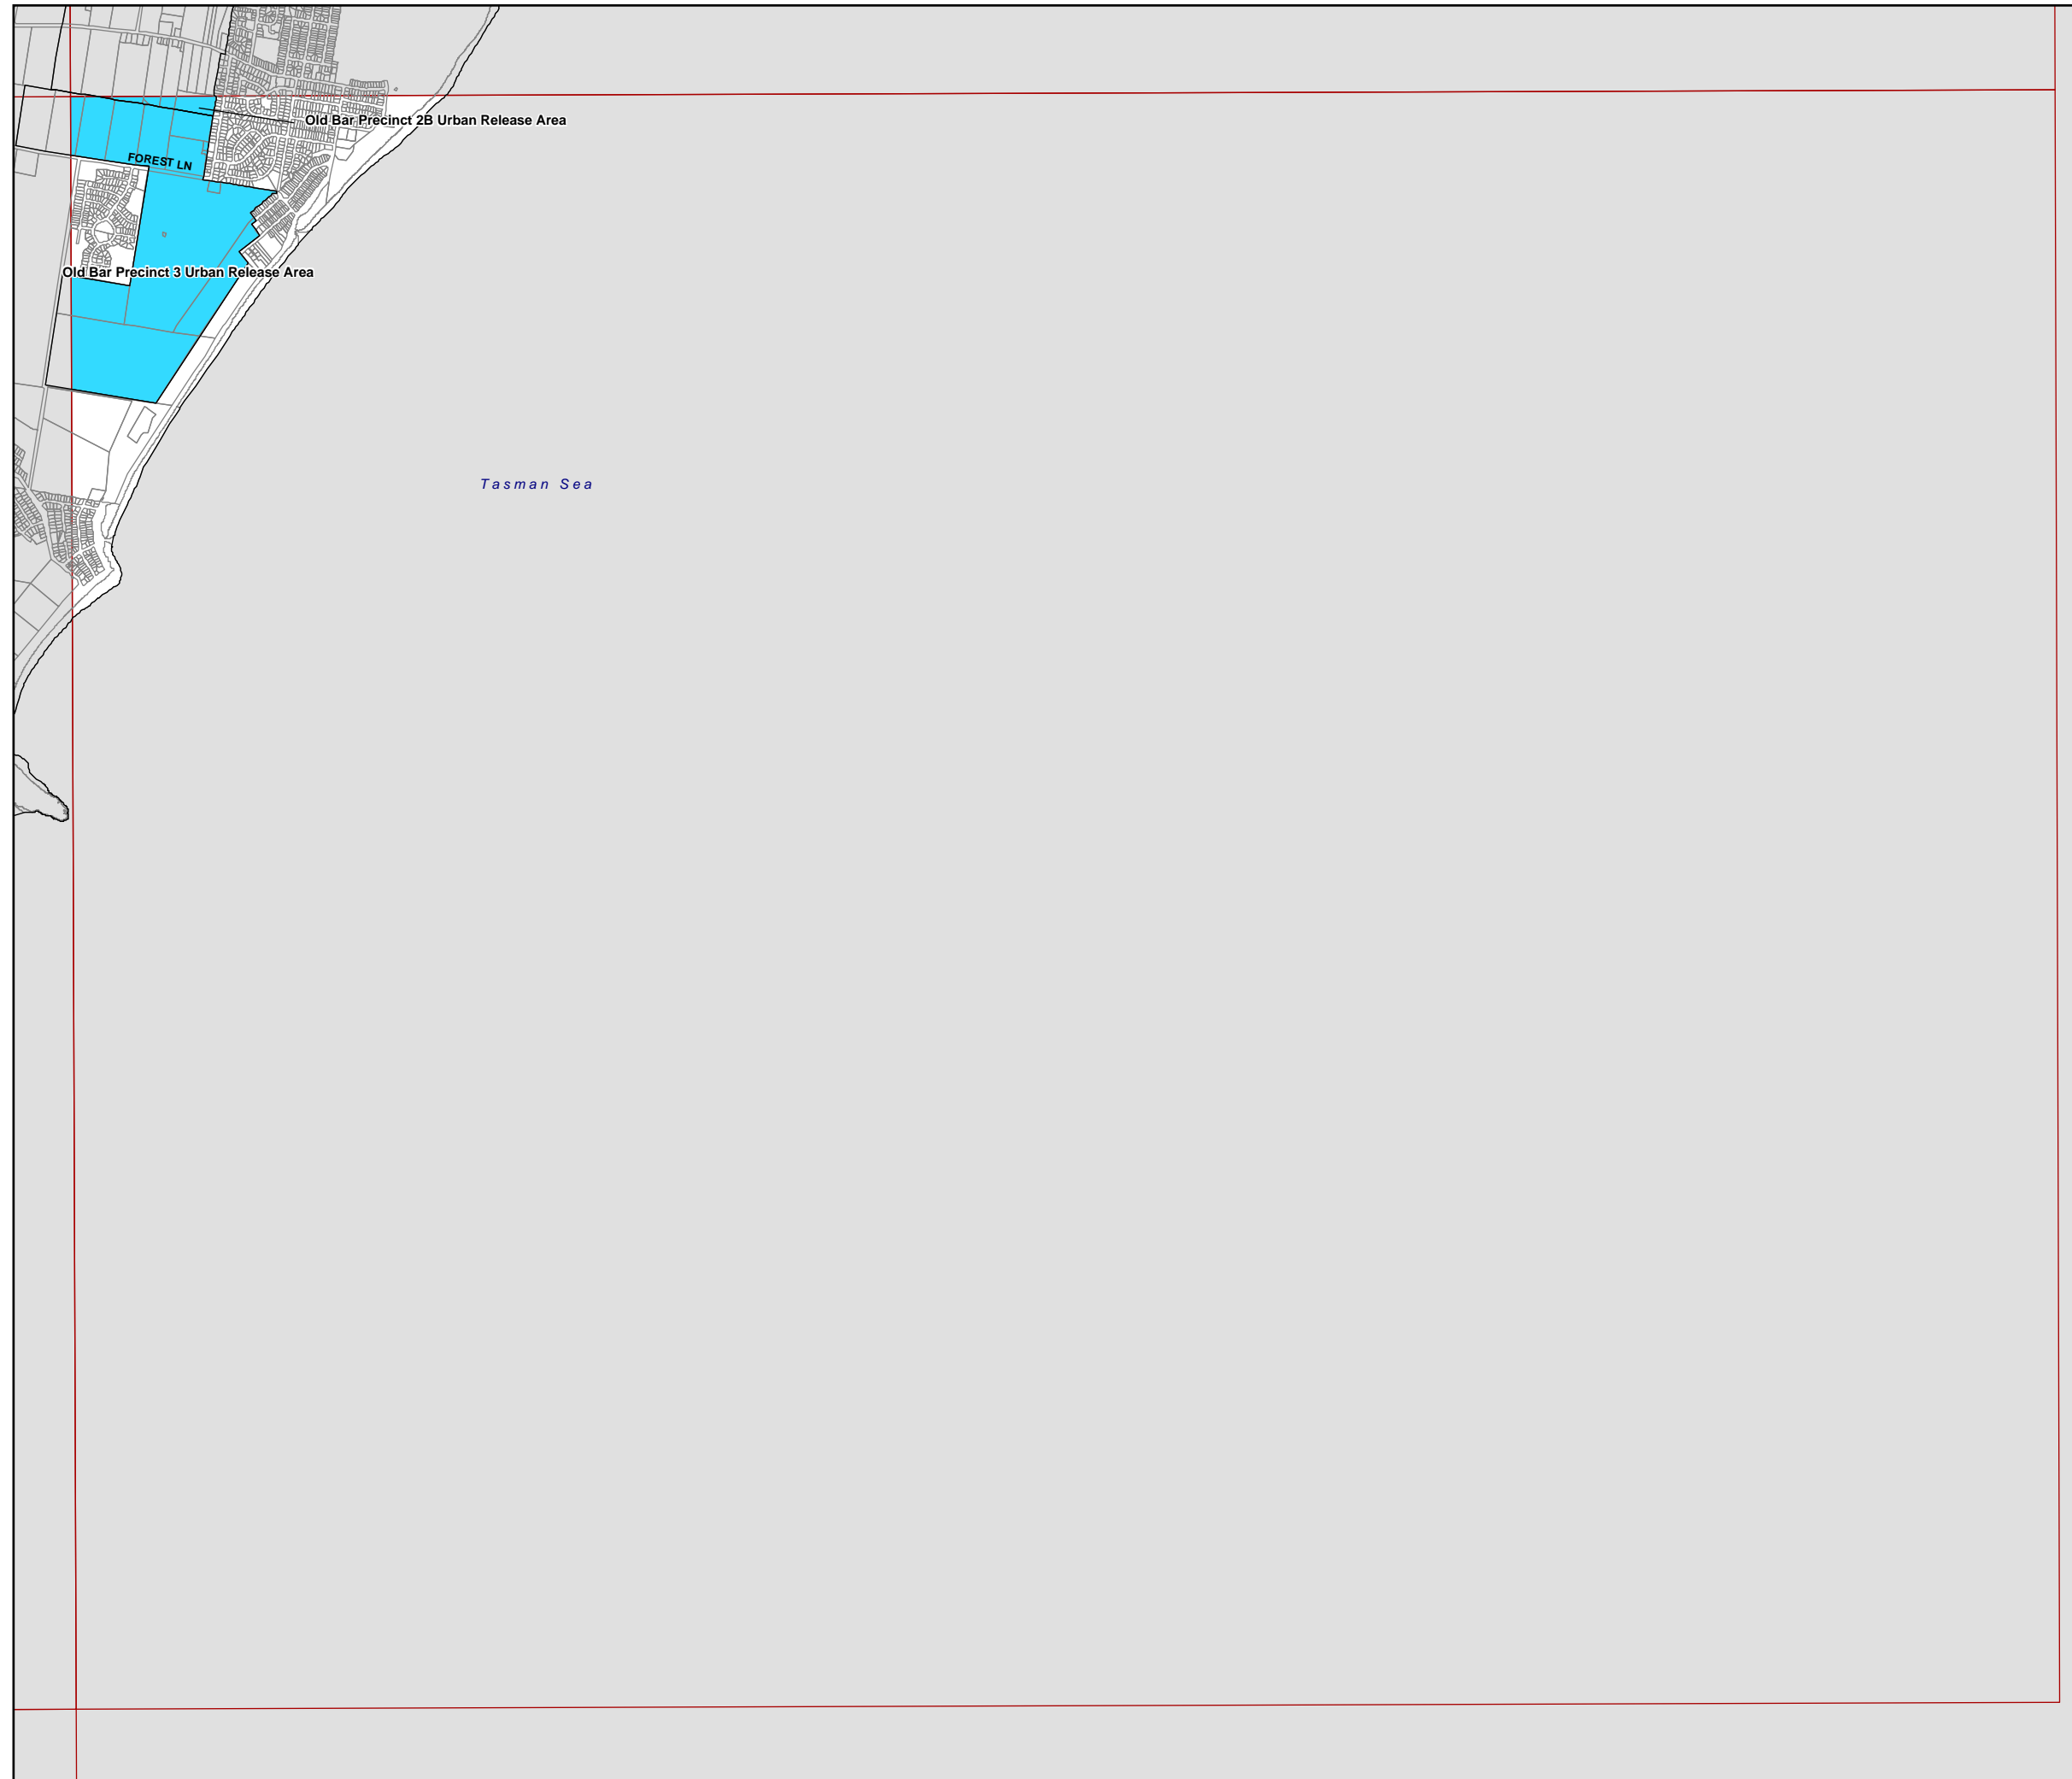 Old Bar Precinct 2B Urban Release Area
FOREST LN
Old Bar Precinct 3 Urban Release Area
Tasman Sea